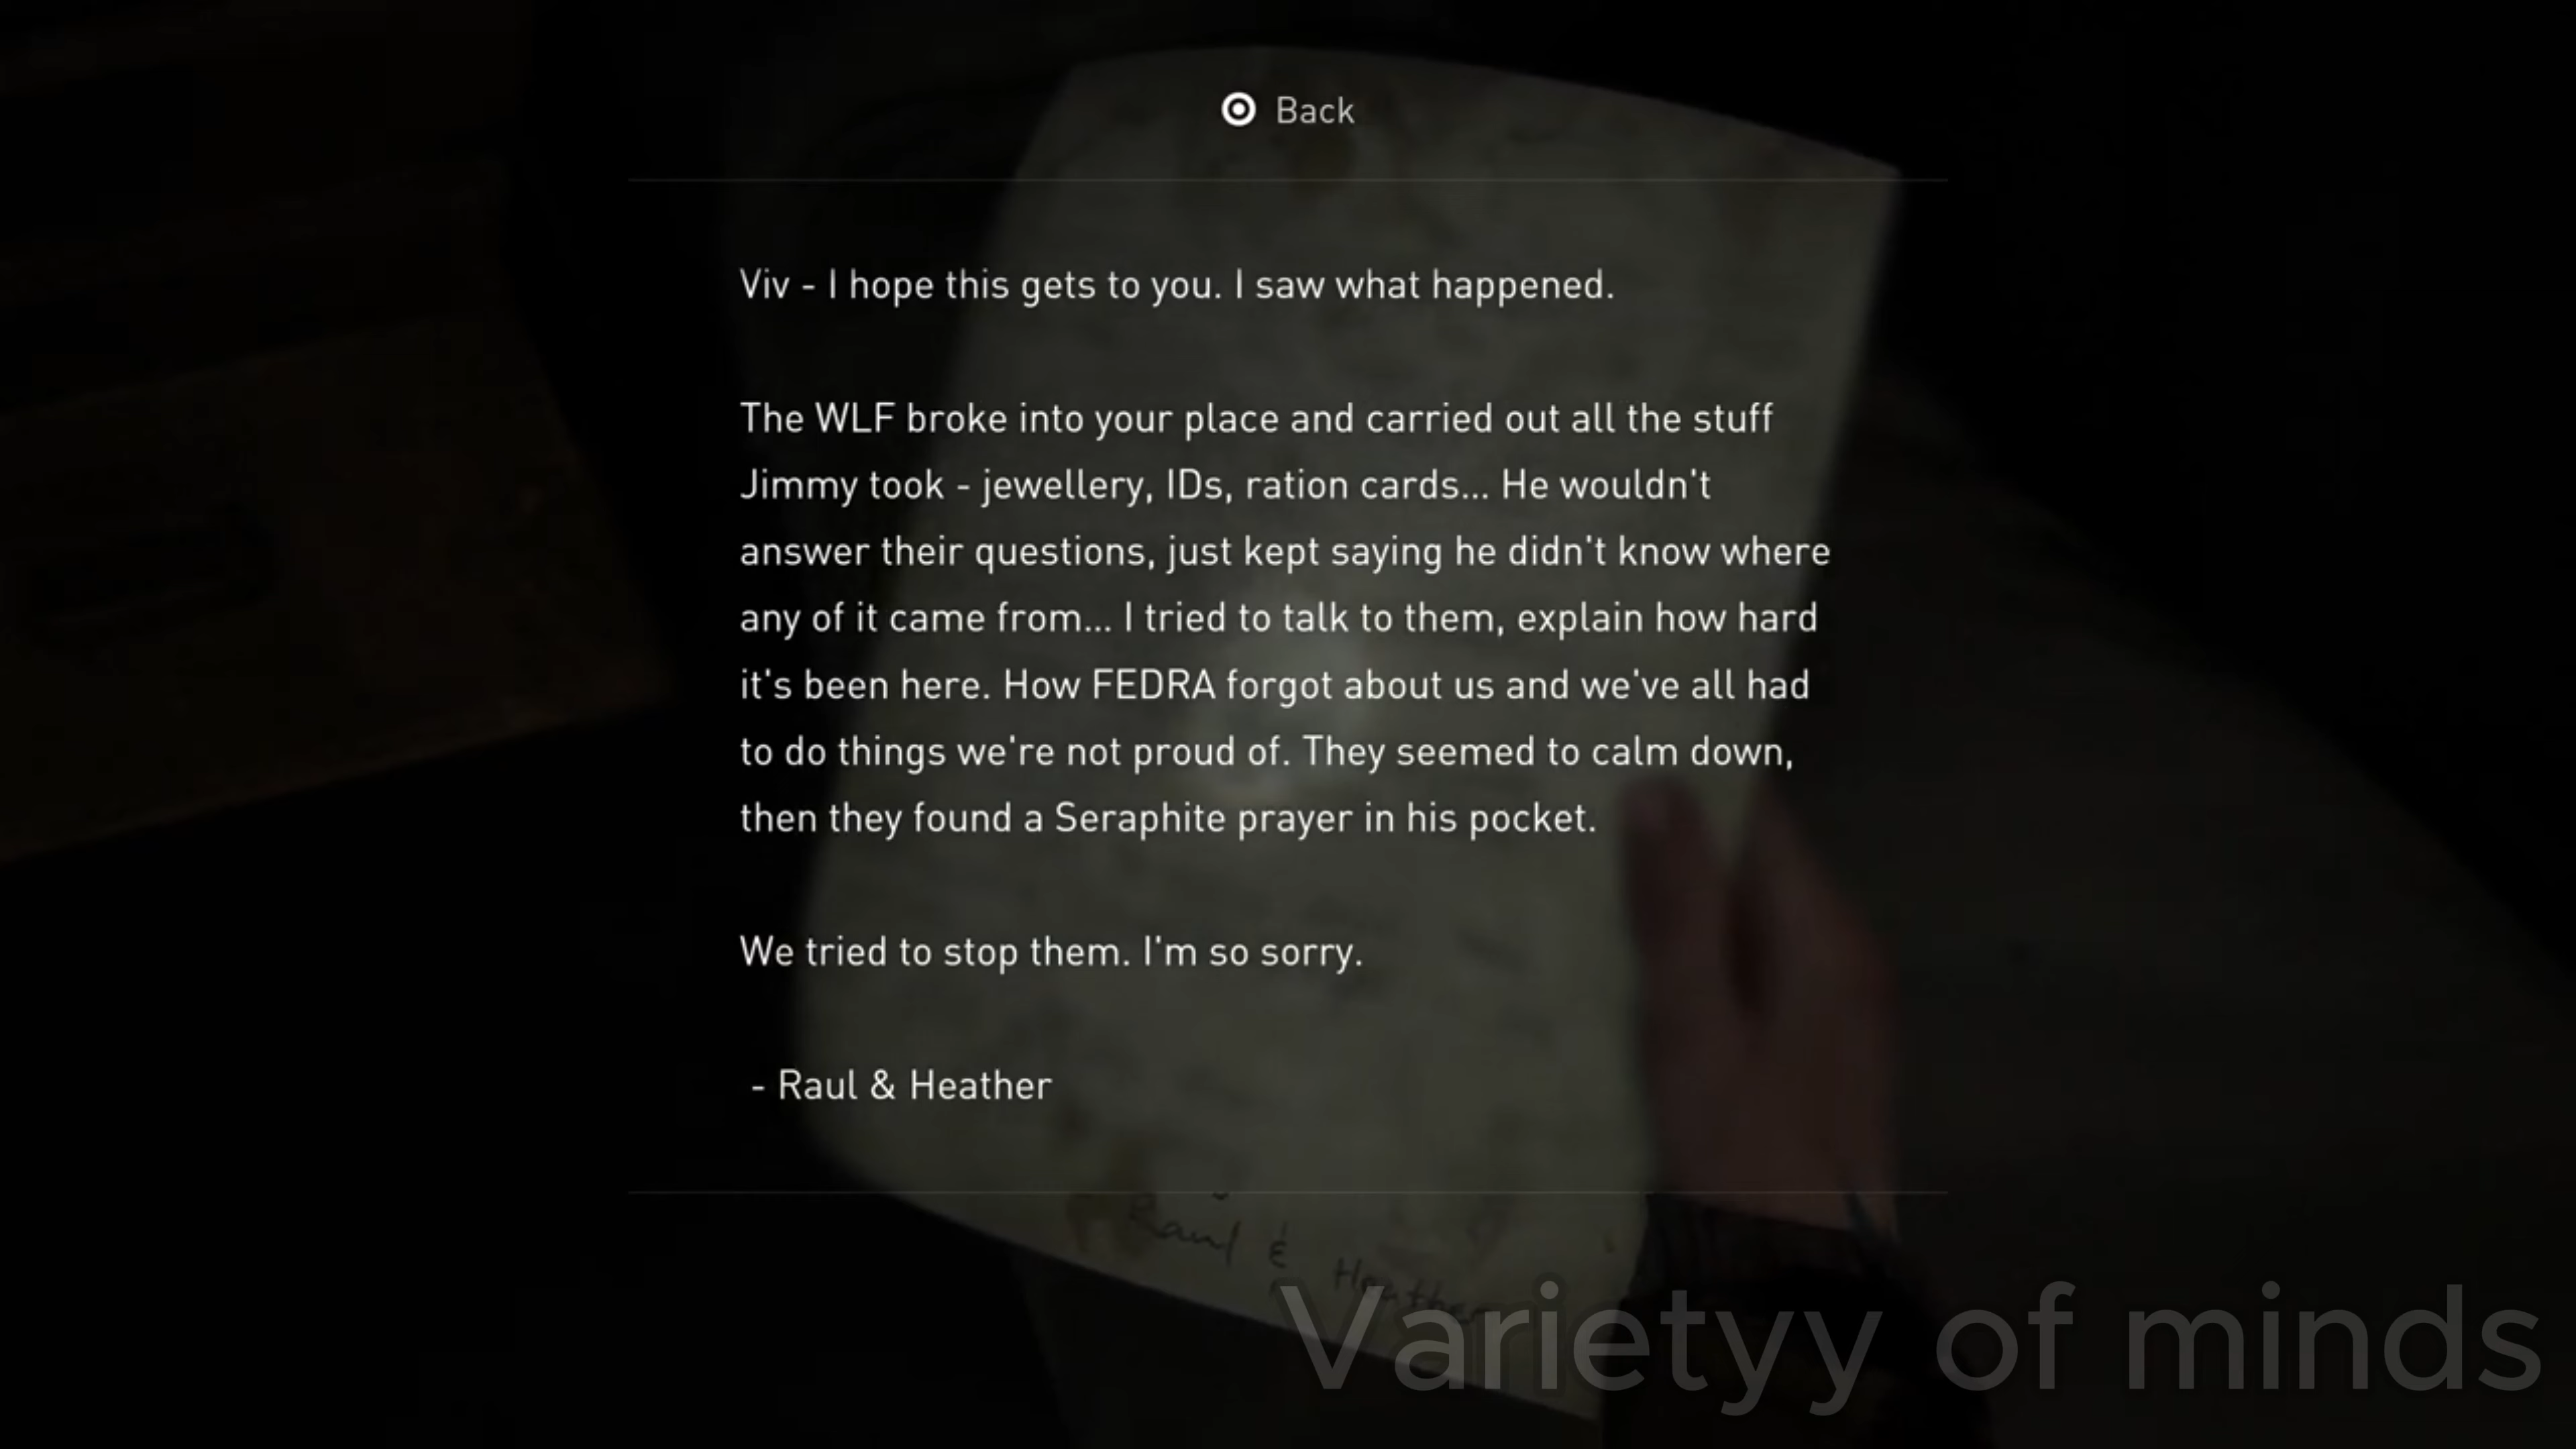 Back
Viv - I hope this gets to you. I saw what happened.
The WLF broke into your place and carried out all the stuff
Jimmy took - jewellery, IDs, ration cards... He wouldn't
answer their questions, just kept saying he didn't know where
any of it came from... I tried to talk to them, explain how hard
it's been here. How FEDRA forgot about us and we've all had
to do things we're not proud of. They seemed to calm down,
then they found a Seraphite prayer in his pocket.
We tried to stop them. I'm so sorry.
- Raul & Heather
Raul & Heather
Varietyy of minds